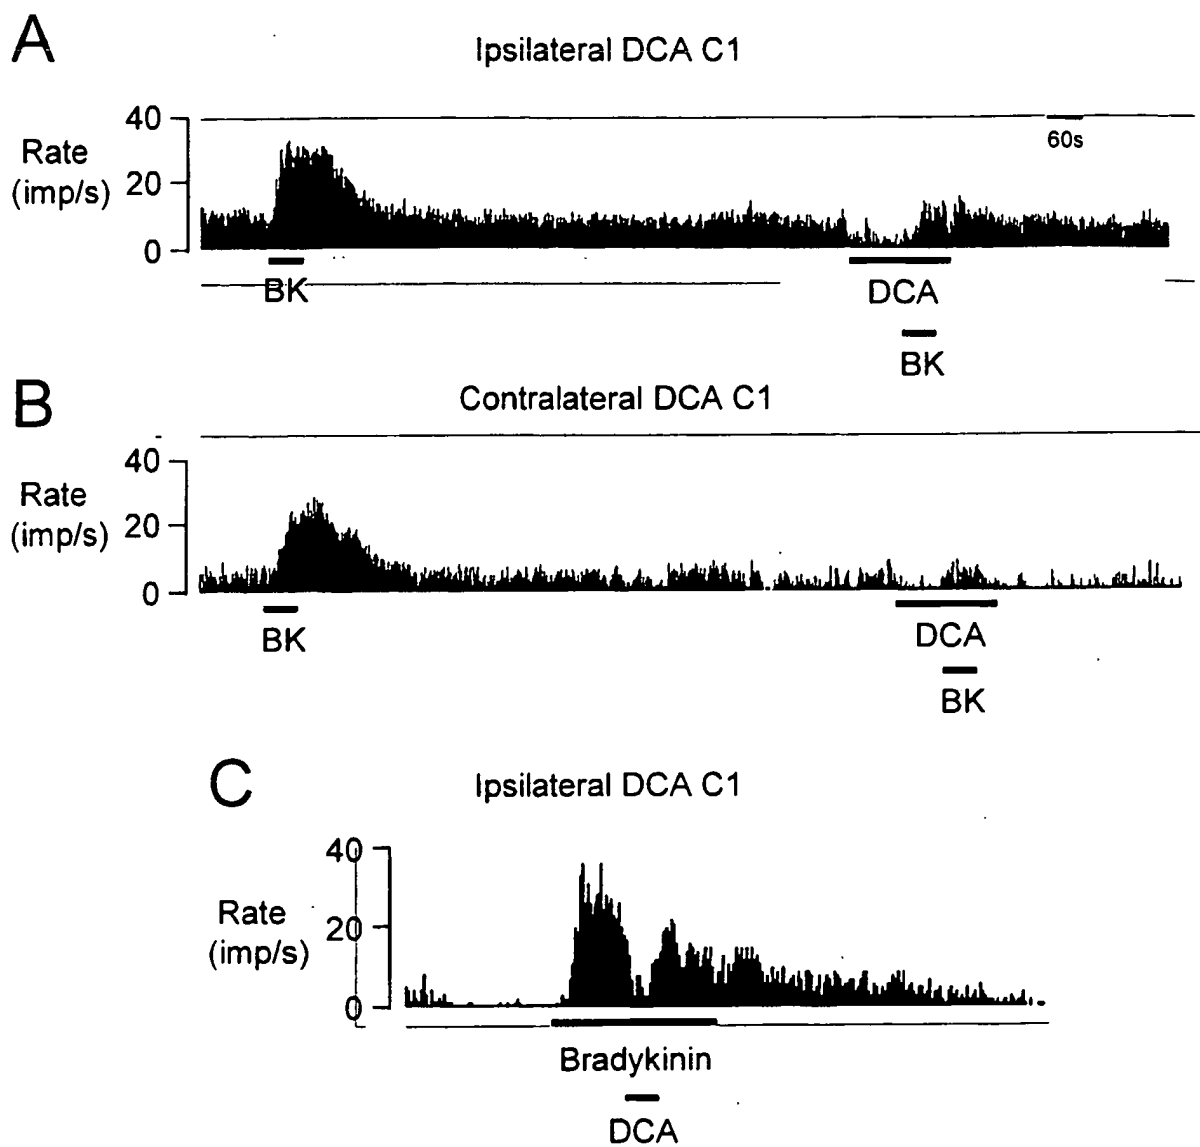 A
Ipsilateral DCA C1
40
Rate
(imp/s)
20
0
60s
BK
DCA
BK
B
Contralateral DCA C1
40
Rate
(imp/s)
20
0
BK
DCA
BK
C
Ipsilateral DCA C1
40
Rate
(imp/s)
20
0
Bradykinin
DCA